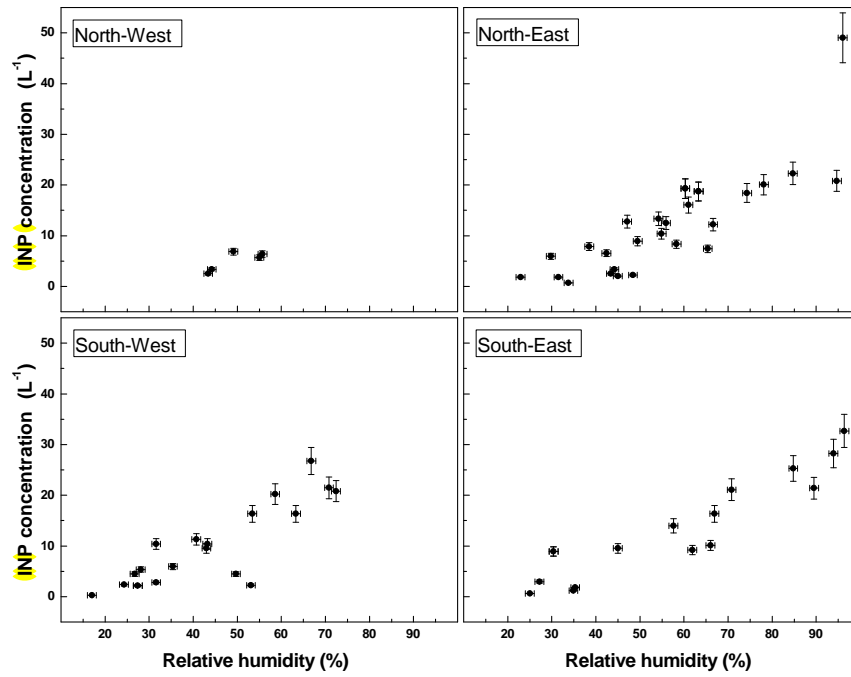 North-West
North-East
50
40
30
20
10
0
(INP concentration (L-1)
South-West
South-East
50
40
30
20
10
0
(INP concentration (L-1)
20 30 40 50 60 70 80 90
20 30 40 50 60 70 80 90
Relative humidity (%)
Relative humidity (%)